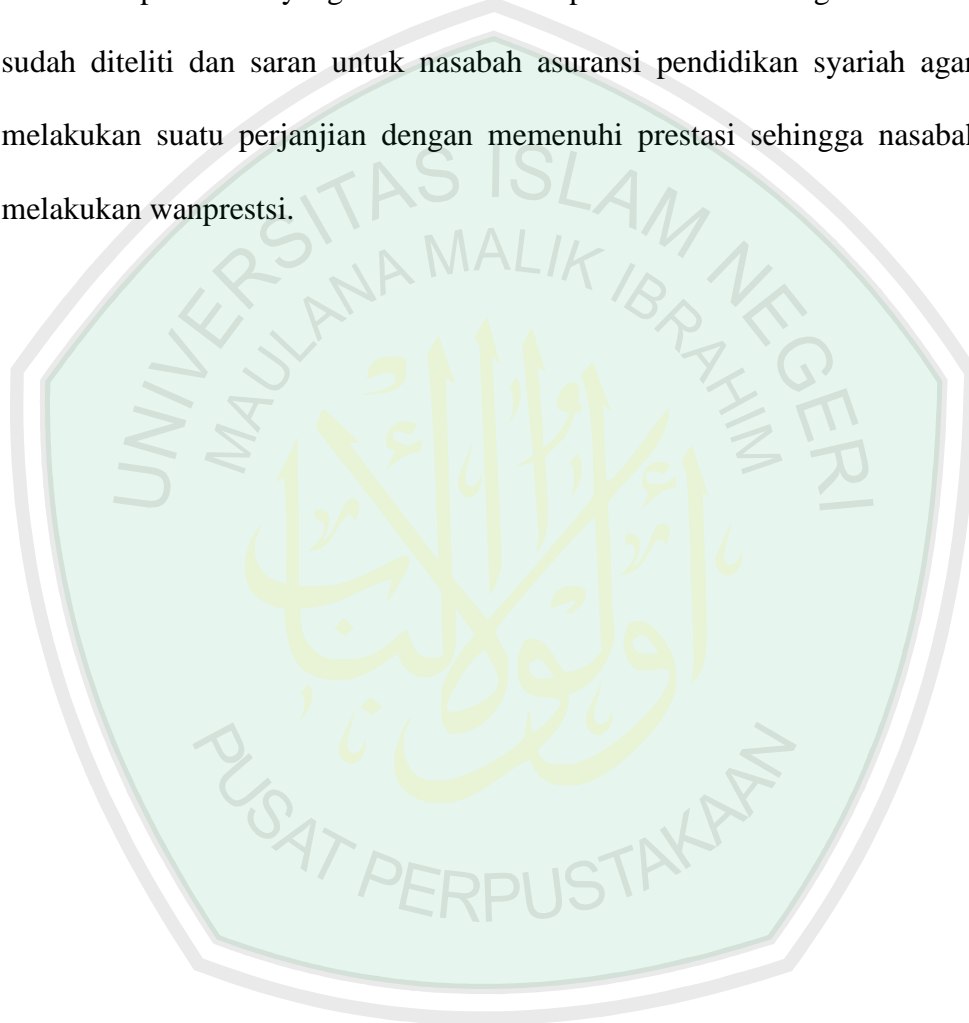 sudah diteliti dan saran untuk nasabah asuransi pendidikan syariah agar
melakukan suatu perjanjian dengan memenuhi prestasi sehingga nasabah
melakukan wanprestsi.
UNIVERSITAS ISLAM NEGERI
MAULANA MALIK IBRAHIM
PUSAT PERPUSTAKAAN